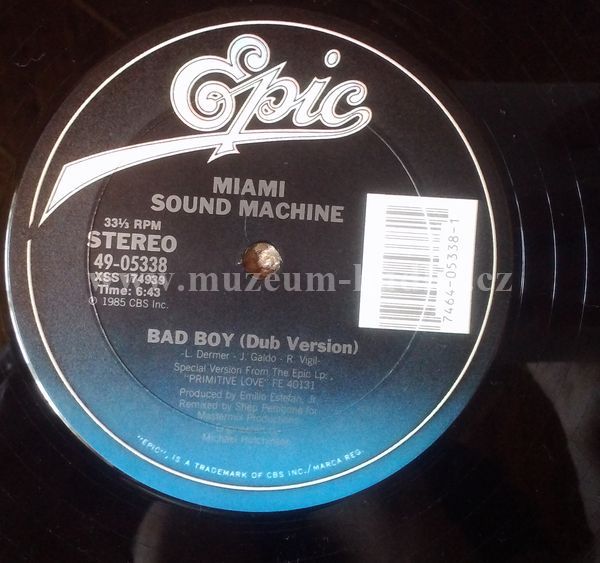 Epic
MIAMI
SOUND MACHINE
33⅓ RPM
STEREO
49-05338
XSS 174939
Time: 6:43
℗ 1985 CBS Inc.
7464-05338-1
BAD BOY (Dub Version)
-L. Dermer - J. Galdo - R. Vigil-
Special Version From The Epic Lp:,
"PRIMITIVE LOVE" FE 40131
Produced by Emilio Estefan, Jr.
Remixed by Shep Pettibone for
Mastermix
Michael Hutchinson
"EPIC", IS A TRADEMARK OF CBS INC./MARCA REG.
www.muzeum-
.cz